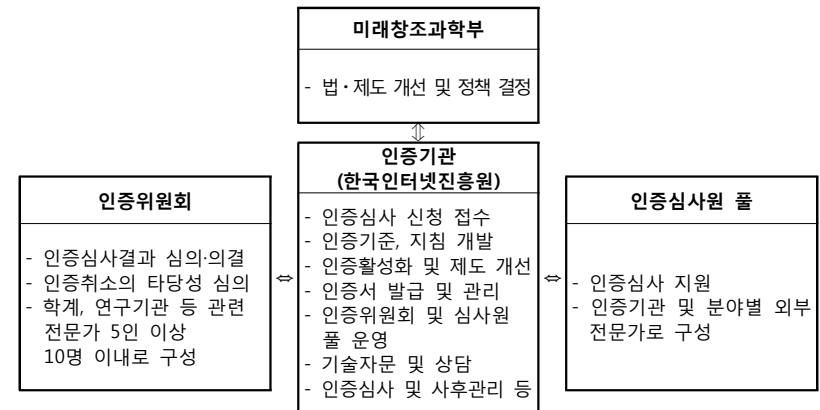 미래창조과학부
- 법·제도 개선 및 정책 결정
⇕
인증위원회
- 인증심사결과 심의·의결
- 인증취소의 타당성 심의
- 학계, 연구기관 등 관련
전문가 5인 이상
10명 이내로 구성
⇔
인증기관
(한국인터넷진흥원)
- 인증심사 신청 접수
- 인증기준, 지침 개발
- 인증활성화 및 제도 개선
- 인증서 발급 및 관리
- 인증위원회 및 심사원
풀 운영
- 기술자문 및 상담
- 인증심사 및 사후관리 등
⇔
인증심사원 풀
- 인증심사 지원
- 인증기관 및 분야별 외부
전문가로 구성